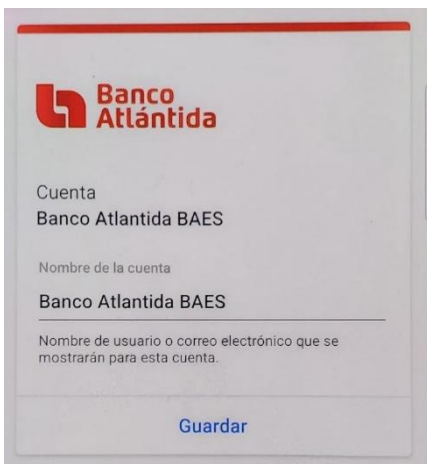 Banco
Atlántida
Cuenta
Banco Atlantida BAES
Nombre de la cuenta
Banco Atlantida BAES
Nombre de usuario o correo electrónico que se
mostrarán para esta cuenta.
Guardar